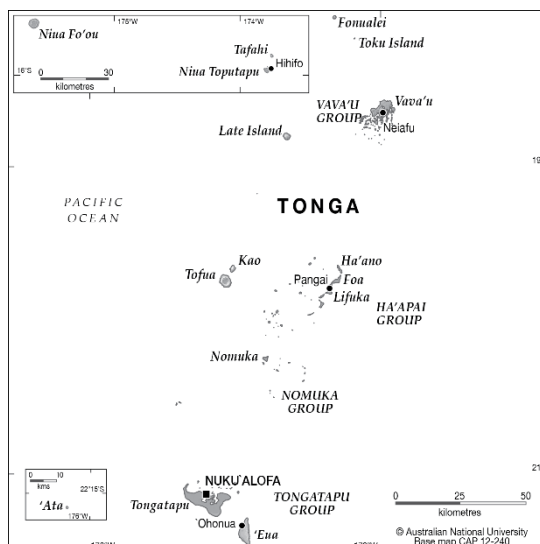 175°
174°
Niua Fo'ou
Tafahi
Hihifo
Niua Toputapu
16°S
0 30
kilometres
Fonualei
Toku Island
VAVA'U
GROUP
Vava'u
Neiafu
Late Island
19
PACIFIC
OCEAN
TONGA
Kao
Tofua
Ha'ano
Pangai
Foa
Lifuka
HA'APAI
GROUP
Nomuka
NOMUKA
GROUP
21
0 10
kms
22°15'S
'Ata
176°W
NUKU'ALOFA
Tongatapu
TONGATAPU
GROUP
'Ohonua
'Eua
0 25 50
kilometres
© Australian National University
Base map CAP 12-240